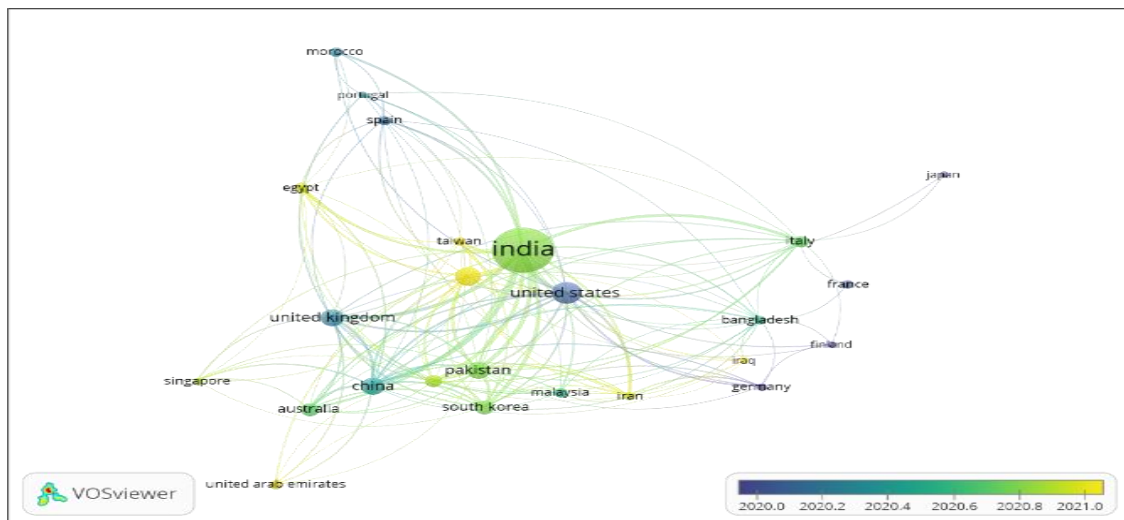 morocco
portugal
spain
japan
egypt
taiwan
india
italy
france
united states
united kingdom
bangladesh
finland
iraq
pakistan
singapore
china
germany
malaysia
iran
australia
south korea
united arab emirates
VOSviewer
2020.0 2020.2 2020.4 2020.6 2020.8 2021.0